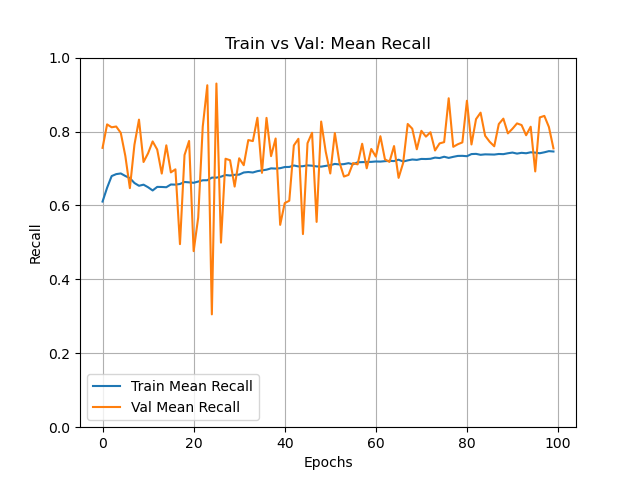 Train vs Val: Mean Recall
1.0
0.8
0.6
0.4
0.2
0.0
Recall
Train Mean Recall
Val Mean Recall
0 20 40 60 80 100
Epochs